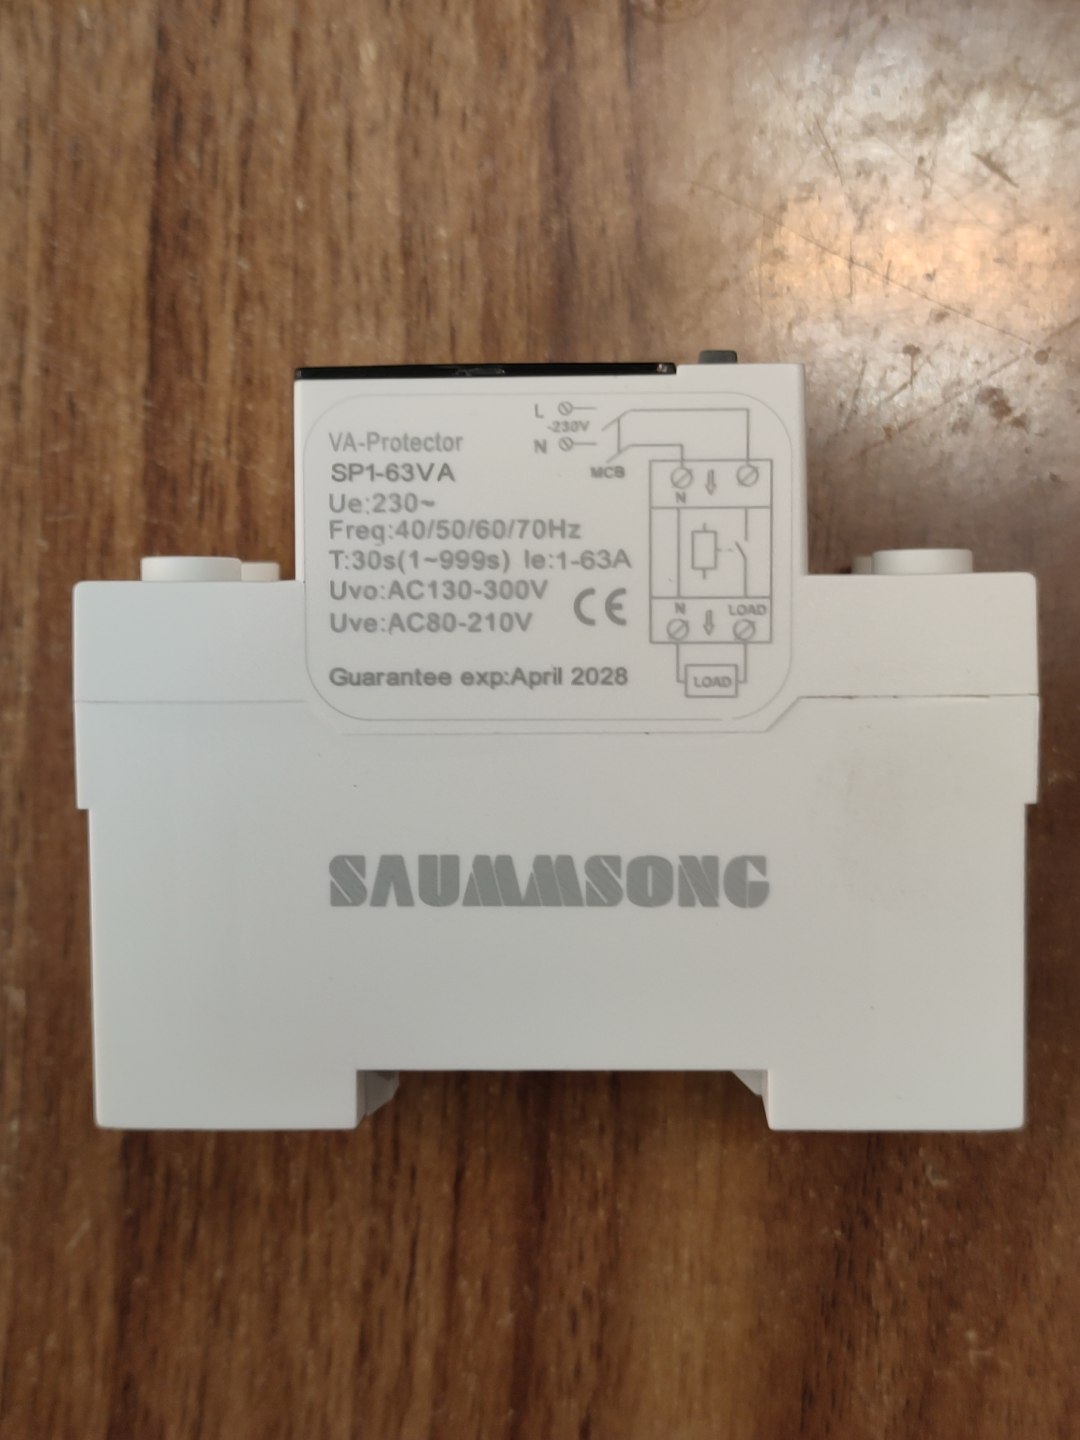 VA-Protector
SP1-63VA
Ue:230~
Freq:40/50/60/70Hz
T:30s(1~999s) Ie:1-63A
Uvo:AC130-300V
Uve:AC80-210V
CE
Guarantee exp:April 2028
L
~230V
N
MCB
N
N LOAD
LOAD
SAUMMSONG